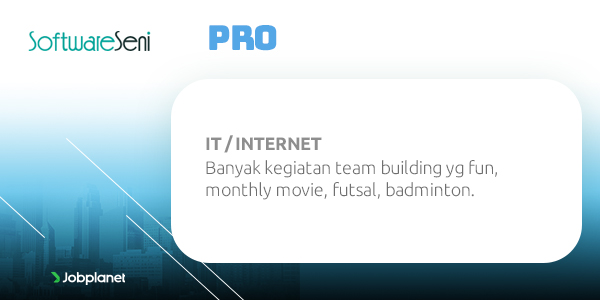 SoftwareSeni
PRO
IT / INTERNET
Banyak kegiatan team building yg fun,
monthly movie, futsal, badminton.
Jobplanet